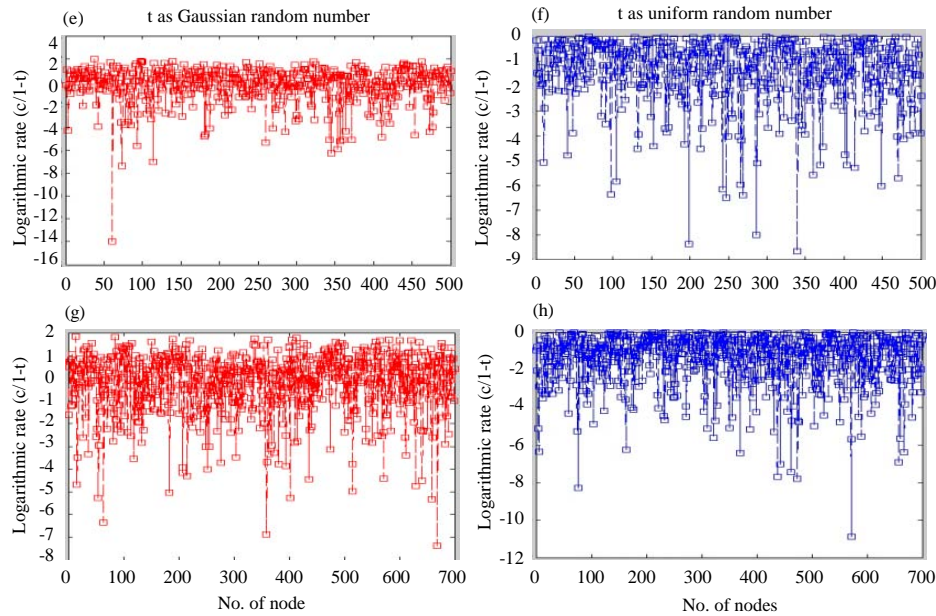 (e) t as Gaussian random number
4
2
0
-2
-4
-6
-8
-10
-12
-14
-16
Logarithmic rate (c/1-t)
0 50 100 150 200 250 300 350 400 450 500
(f) t as uniform random number
0
-1
-2
-3
-4
-5
-6
-7
-8
-9
Logarithmic rate (c/1-t)
0 50 100 150 200 250 300 350 400 450 500
(g)
2
1
0
-1
-2
-3
-4
-5
-6
-7
-8
Logarithmic rate (c/1-t)
0 100 200 300 400 500 600 700
No. of node
(h)
0
-2
-4
-6
-8
-10
-12
Logarithmic rate (c/1-t)
0 100 200 300 400 500 600 700
No. of nodes